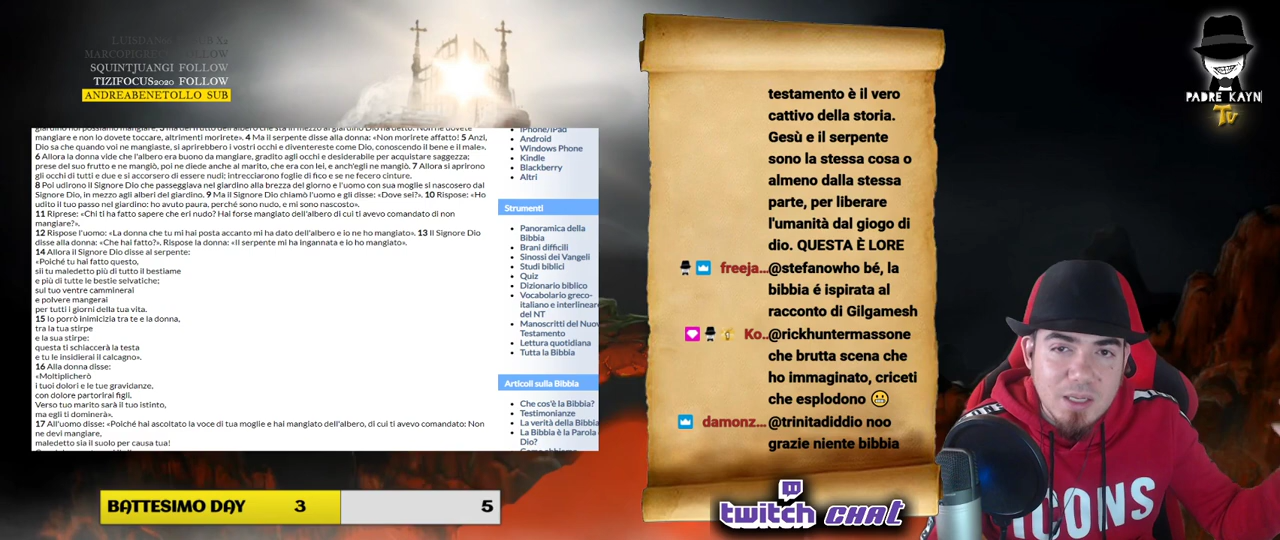 MARCOPIGRECO FOLLOW
SQUINTJUANGI FOLLOW
TIZIFOCUS2020 FOLLOW
ANDREABENETOLLO SUB
mangiare e non lo dovete toccare, altrimenti morirete». 4 Ma il serpente disse alla donna: «Non morirete affatto! 5 Anzi,
Dio sa che quando voi ne mangiaste, si aprirebbero i vostri occhi e diventereste come Dio, conoscendo il bene e il male».
6 Allora la donna vide che l'albero era buono da mangiare, gradito agli occhi e desiderabile per acquistare saggezza;
prese del suo frutto e ne mangiò, poi ne diede anche al marito, che era con lei, e anch'egli ne mangiò. 7 Allora si aprirono
gli occhi di tutti e due e si accorsero di essere nudi; intrecciarono foglie di fico e se ne fecero cinture.
8 Poi udirono il Signore Dio che passeggiava nel giardino alla brezza del giorno e l'uomo con sua moglie si nascosero dal
Signore Dio, in mezzo agli alberi del giardino. 9 Ma il Signore Dio chiamò l'uomo e gli disse: «Dove sei?». 10 Rispose: «Ho
udito il tuo passo nel giardino: ho avuto paura, perché sono nudo, e mi sono nascosto».
11 Riprese: «Chi ti ha fatto sapere che eri nudo? Hai forse mangiato dell'albero di cui ti avevo comandato di non
mangiare?».
12 Rispose l'uomo: «La donna che tu mi hai posta accanto mi ha dato dell'albero e io ne ho mangiato». 13 Il Signore Dio
disse alla donna: «Che hai fatto?». Rispose la donna: «Il serpente mi ha ingannata e io ho mangiato».
14 Allora il Signore Dio disse al serpente:
«Poiché tu hai fatto questo,
sii tu maledetto più di tutto il bestiame
e più di tutte le bestie selvatiche;
sul tuo ventre camminerai
e polvere mangerai
per tutti i giorni della tua vita.
15 Io porrò inimicizia tra te e la donna,
tra la tua stirpe
e la sua stirpe:
questa ti schiaccerà la testa
e tu le insidierai il calcagno».
16 Alla donna disse:
«Moltiplicherò
i tuoi dolori e le tue gravidanze,
con dolore partorirai figli.
Verso tuo marito sarà il tuo istinto,
ma egli ti dominerà».
17 All'uomo disse: «Poiché hai ascoltato la voce di tua moglie e hai mangiato dell'albero, di cui ti avevo comandato: Non
ne devi mangiare,
maledetto sia il suolo per causa tua!
iPhone/iPad
Android
Windows Phone
Kindle
Blackberry
Altri
Strumenti
Panoramica della
Bibbia
Brani difficili
Sinossi dei Vangeli
Studi biblici
Quiz
Dizionario biblico
Vocabolario greco-
italiano e interlineare
del NT
Manoscritti del Nuov
Testamento
Lettura quotidiana
Tutta la Bibbia
Articoli sulla Bibbia
Che cos'è la Bibbia?
Testimonianze
La verità della Bibbia
La Bibbia è la Parola
Dio?
BATTESIMO DAY 3 5
testamento è il vero
cattivo della storia.
Gesù e il serpente
sono la stessa cosa o
almeno dalla stessa
parte, per liberare
l'umanità dal giogo di
dio. QUESTA È LORE
freeja... @stefanowho bé, la
bibbia é ispirata al
racconto di Gilgamesh
Ko.. @rickhuntermassone
che brutta scena che
ho immaginato, criceti
che esplodono
damonz... @trinitadiddio noo
grazie niente bibbia
twitch CHAT
PADRE KAYN
Tv
ICONS